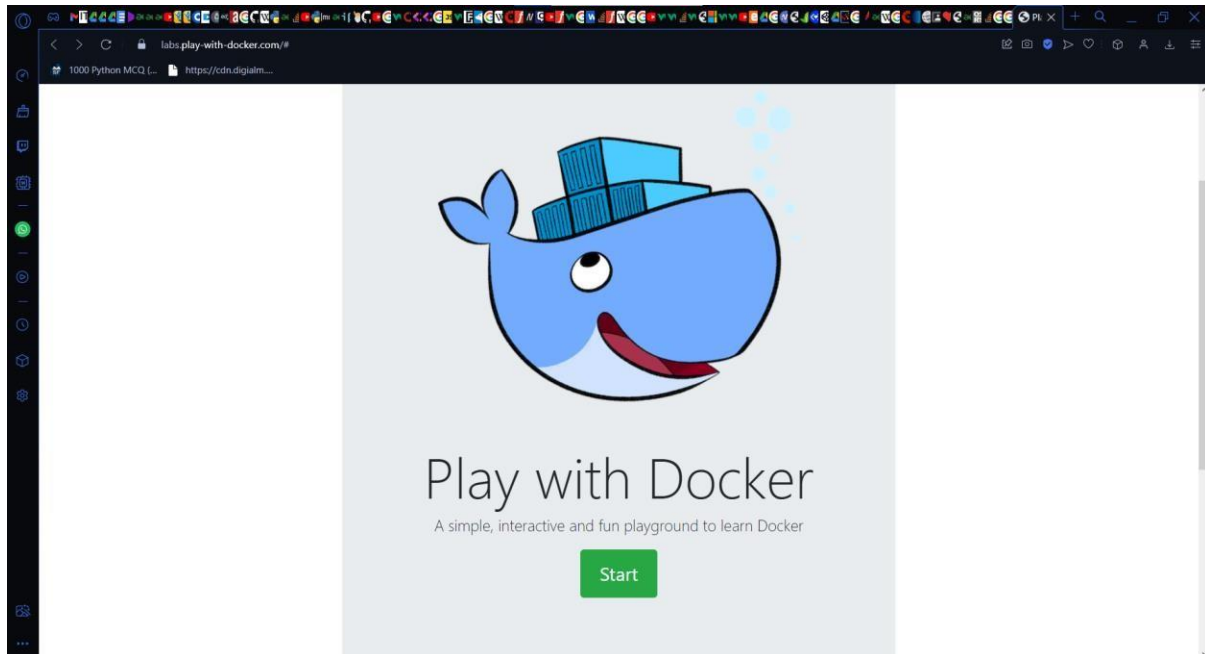 labs.play-with-docker.com/#
1000 Python MCQ (... https://cdn.digialm....
Play with Docker
A simple, interactive and fun playground to learn Docker
Start